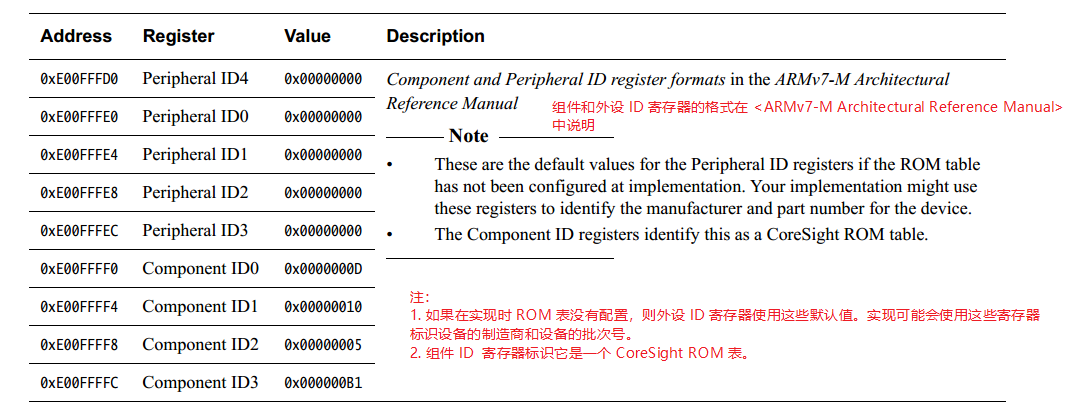 Address Register Value Description
0xE00FFFD0 Peripheral ID4 0x00000000 Component and Peripheral ID register formats in the ARMv7-M Architectural
Reference Manual
组件和外设 ID 寄存器的格式在 <ARMv7-M Architectural Reference Manual>
中说明
0xE00FFFE0 Peripheral ID0 0x00000000
Note
0xE00FFFE4 Peripheral ID1 0x00000000
• These are the default values for the Peripheral ID registers if the ROM table
has not been configured at implementation. Your implementation might use
these registers to identify the manufacturer and part number for the device.
0xE00FFFE8 Peripheral ID2 0x00000000
0xE00FFFEC Peripheral ID3 0x00000000
• The Component ID registers identify this as a CoreSight ROM table.
0xE00FFFF0 Component ID0 0x0000000D
0xE00FFFF4 Component ID1 0x00000010
0xE00FFFF8 Component ID2 0x00000005
0xE00FFFFC Component ID3 0x000000B1
注：
1. 如果在实现时 ROM 表没有配置，则外设 ID 寄存器使用这些默认值。实现可能会使用这些寄存器
标识设备的制造商和设备的批次号。
2. 组件 ID 寄存器标识它是一个 CoreSight ROM 表。